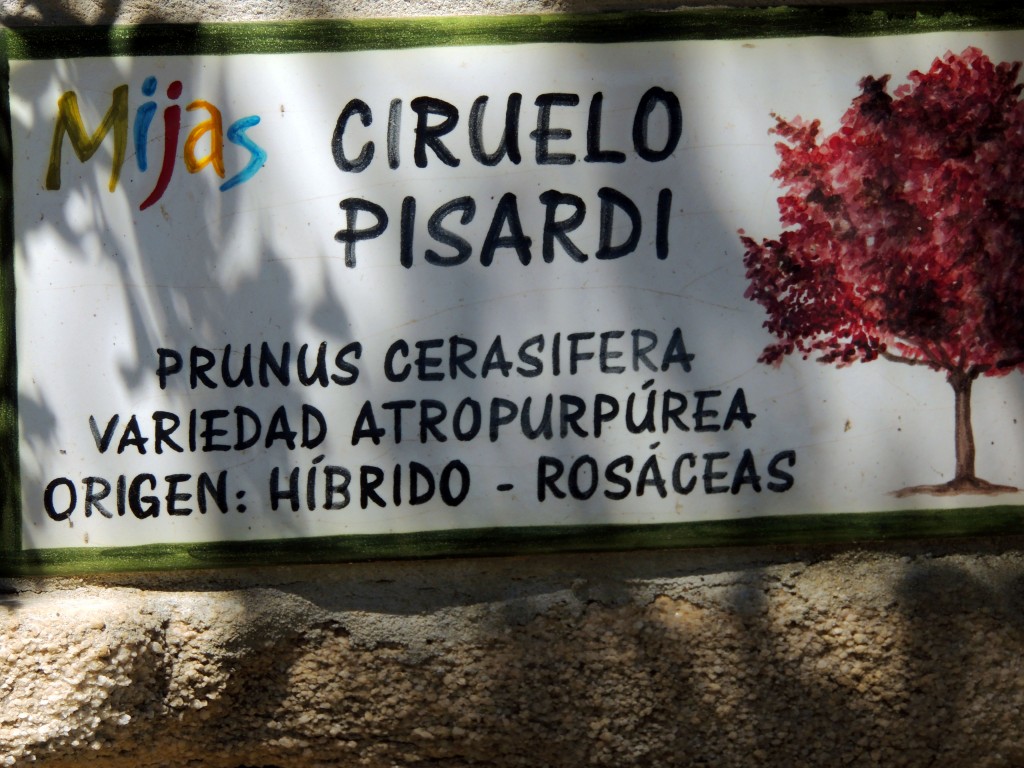 Mijas
CIRUELO
PISARDI
PRUNUS CERASIFERA
VARIEDAD ATROPURPÚREA
ORIGEN: HÍBRIDO - ROSÁCEAS